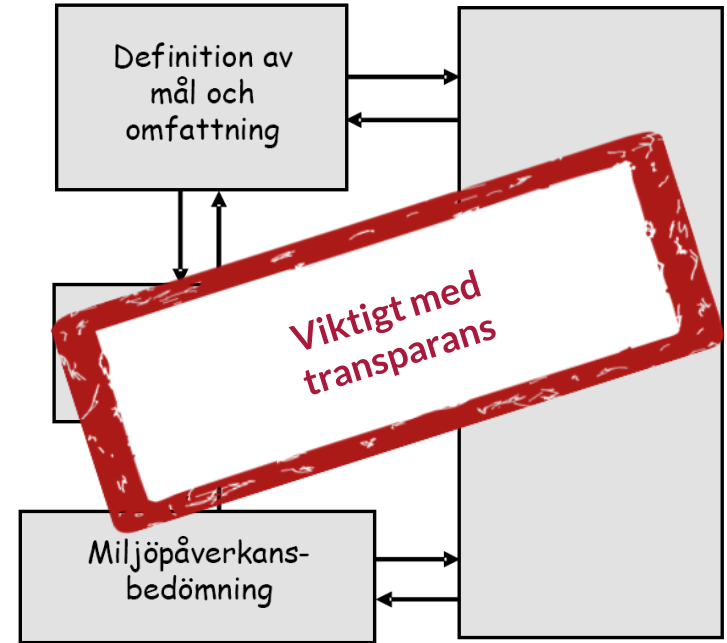 Definition av
mål och
omfattning
Viktigt med
transparans
Miljöpåverkans-
bedömning